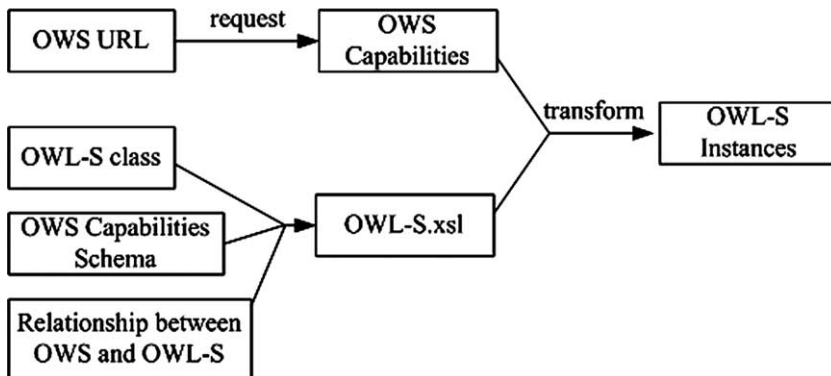 OWS URL
request
OWS
Capabilities
transform
OWL-S
Instances
OWL-S class
OWS Capabilities
Schema
OWL-S.xsl
Relationship between
OWS and OWL-S